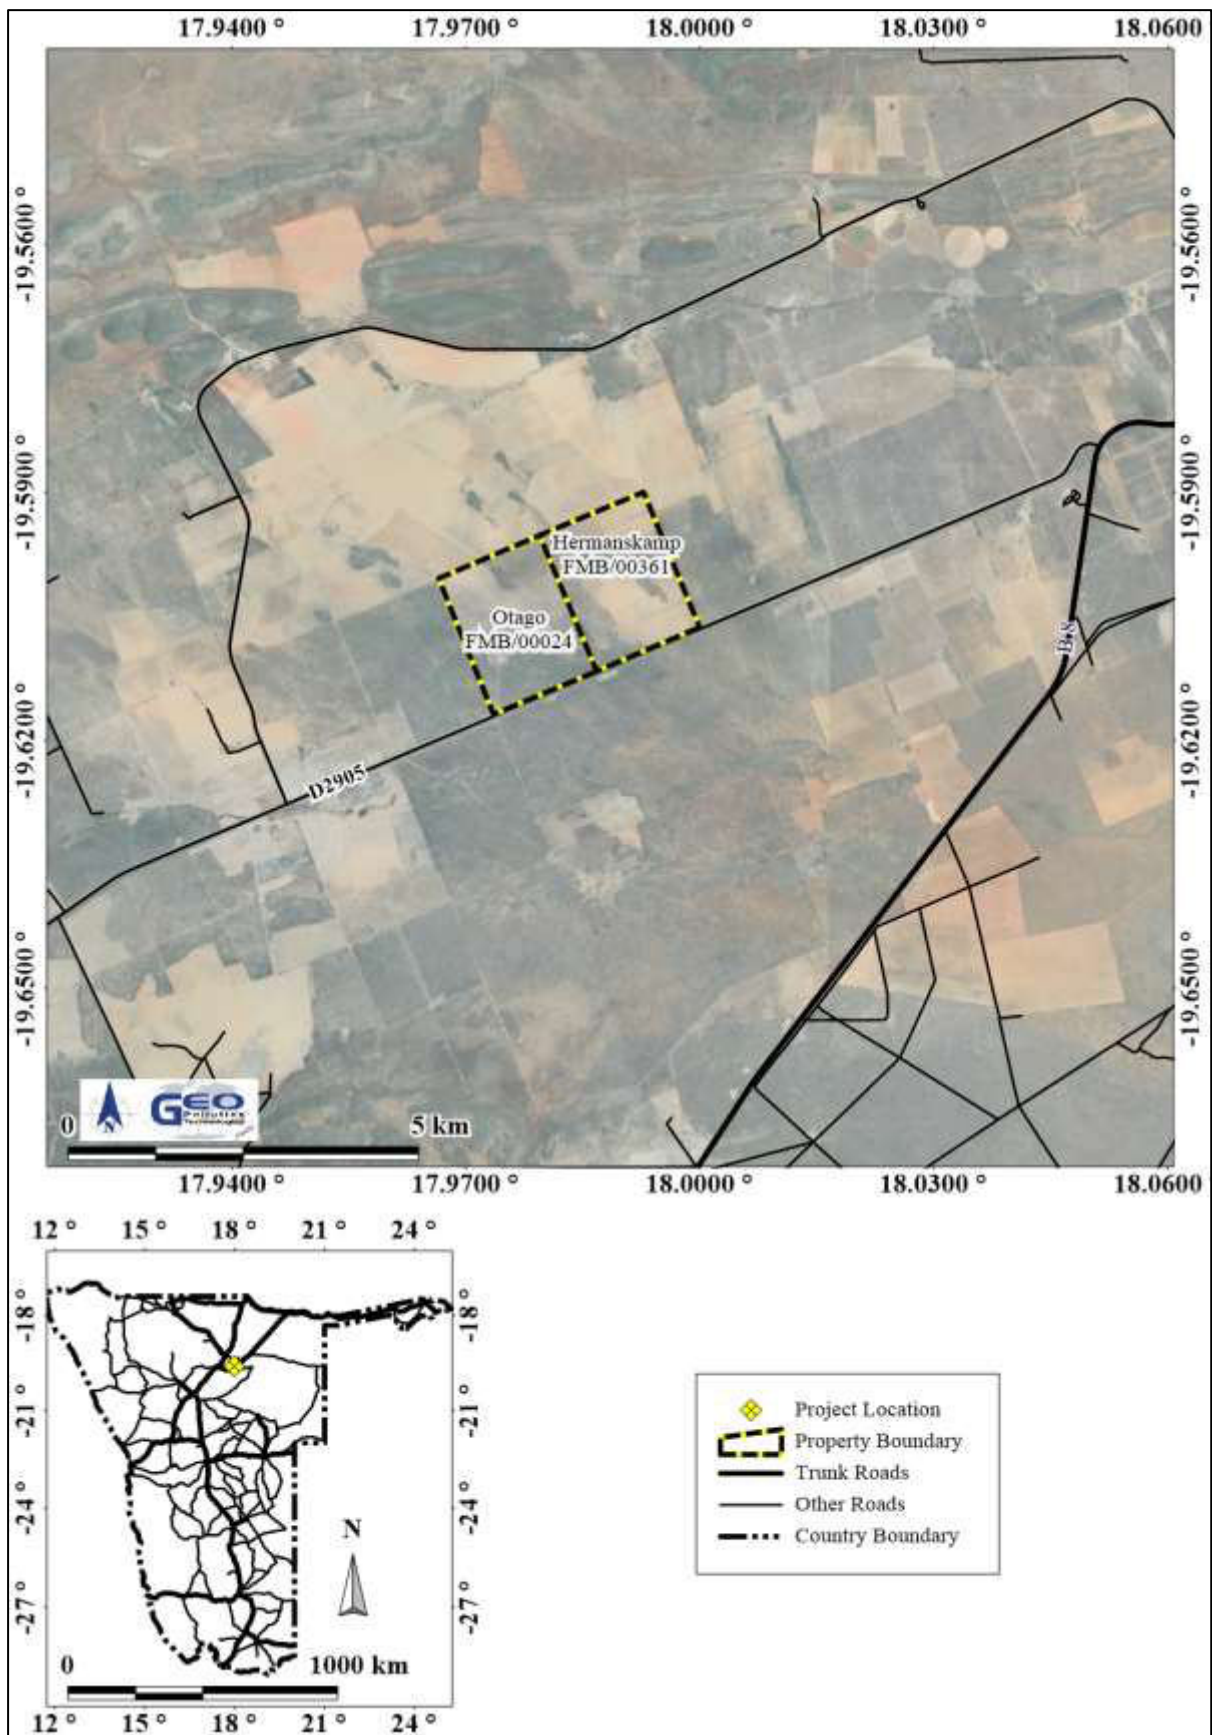 17.9400 ° 17.9700 ° 18.0000 ° 18.0300 ° 18.0600
-19.5600 ° -19.5600 °
-19.5900 ° -19.5900 °
Hermanskamp
FMB/00361
Otago
FMB/00024
B 8
-19.6200 ° -19.6200 °
D2905
-19.6500 ° -19.6500 °
N
GEO
Pollution
Technologies
0 5 km
17.9400 ° 17.9700 ° 18.0000 ° 18.0300 ° 18.0600
12 ° 15 ° 18 ° 21 ° 24 °
-18° -18°
-21° -21°
-24° -24°
-27° -27°
N
0 1000 km
12 ° 15 ° 18 ° 21 ° 24 °
Project Location
Property Boundary
Trunk Roads
Other Roads
Country Boundary